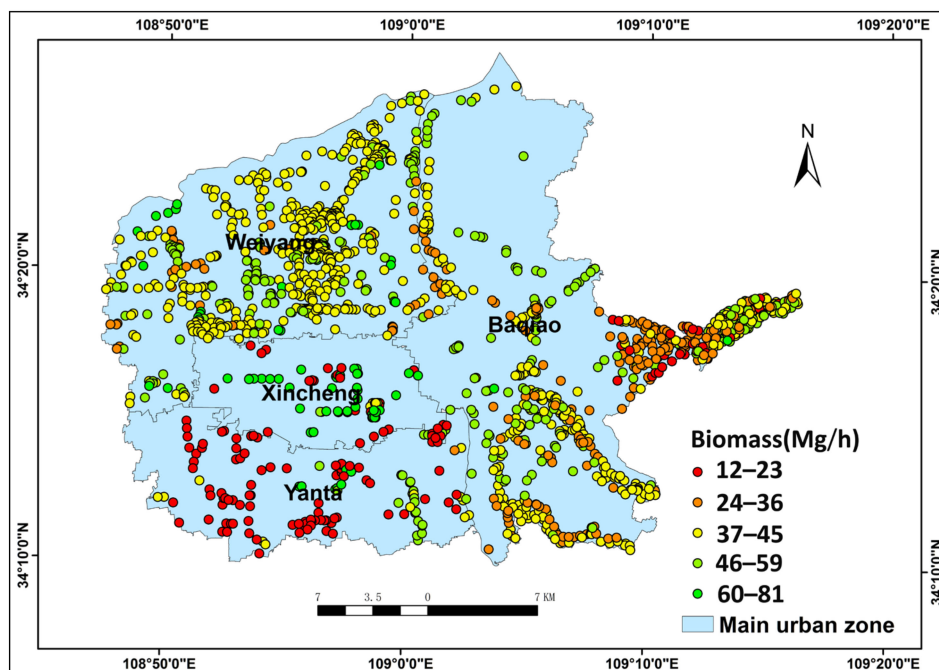 108°50'0"E 109°0'0"E 109°10'0"E 109°20'0"E
N
34°20'0"N
34°20'0"N
Weiyang
Baqiao
Xincheng
Yanta
Biomass(Mg/h)
12–23
24–36
37–45
46–59
60–81
Main urban zone
34°10'0"N
34°10'0"N
7 3.5 0 7 KM
108°50'0"E 109°0'0"E 109°10'0"E 109°20'0"E